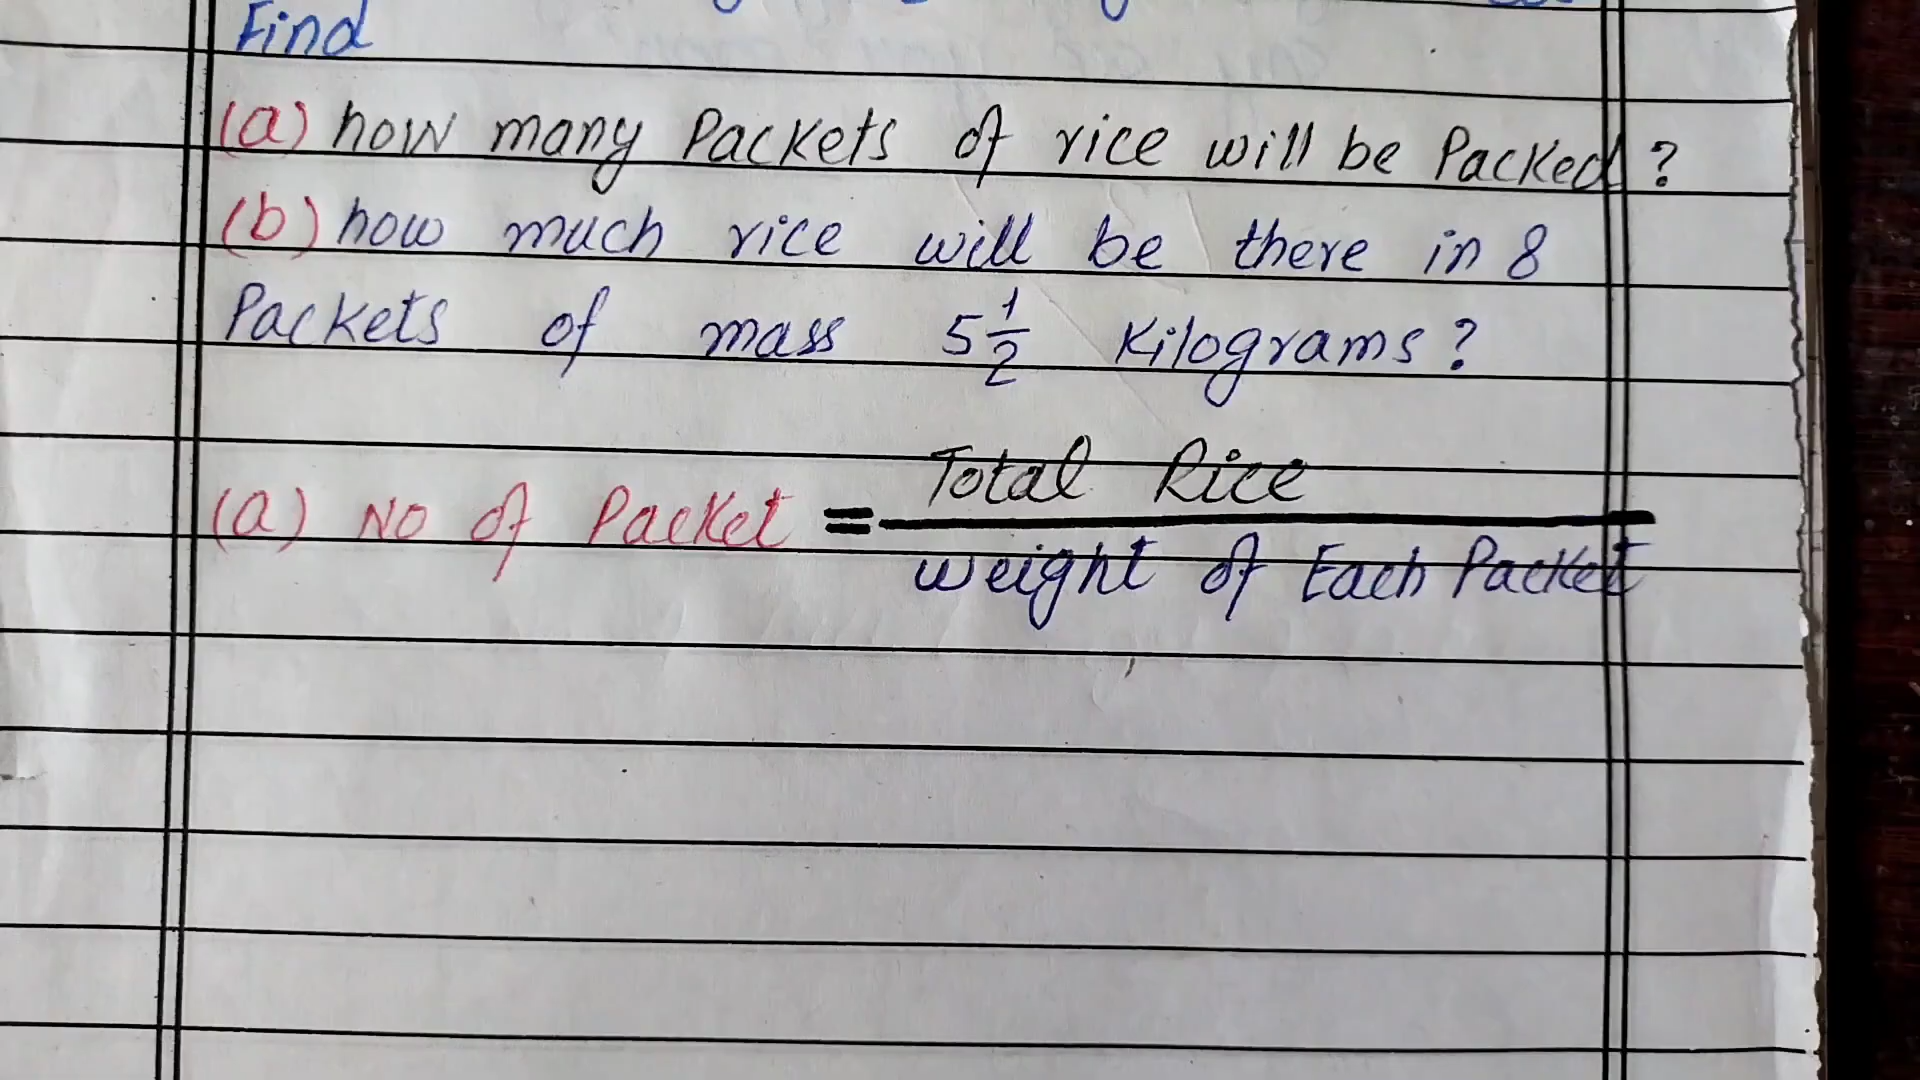 Find
(a) how many Packets of rice will be Packed ?
(b) how much rice will be there in 8
Packets of mass 5 1/2 Kilograms ?
(a) No of Packet = Total Rice / weight of Each Packet